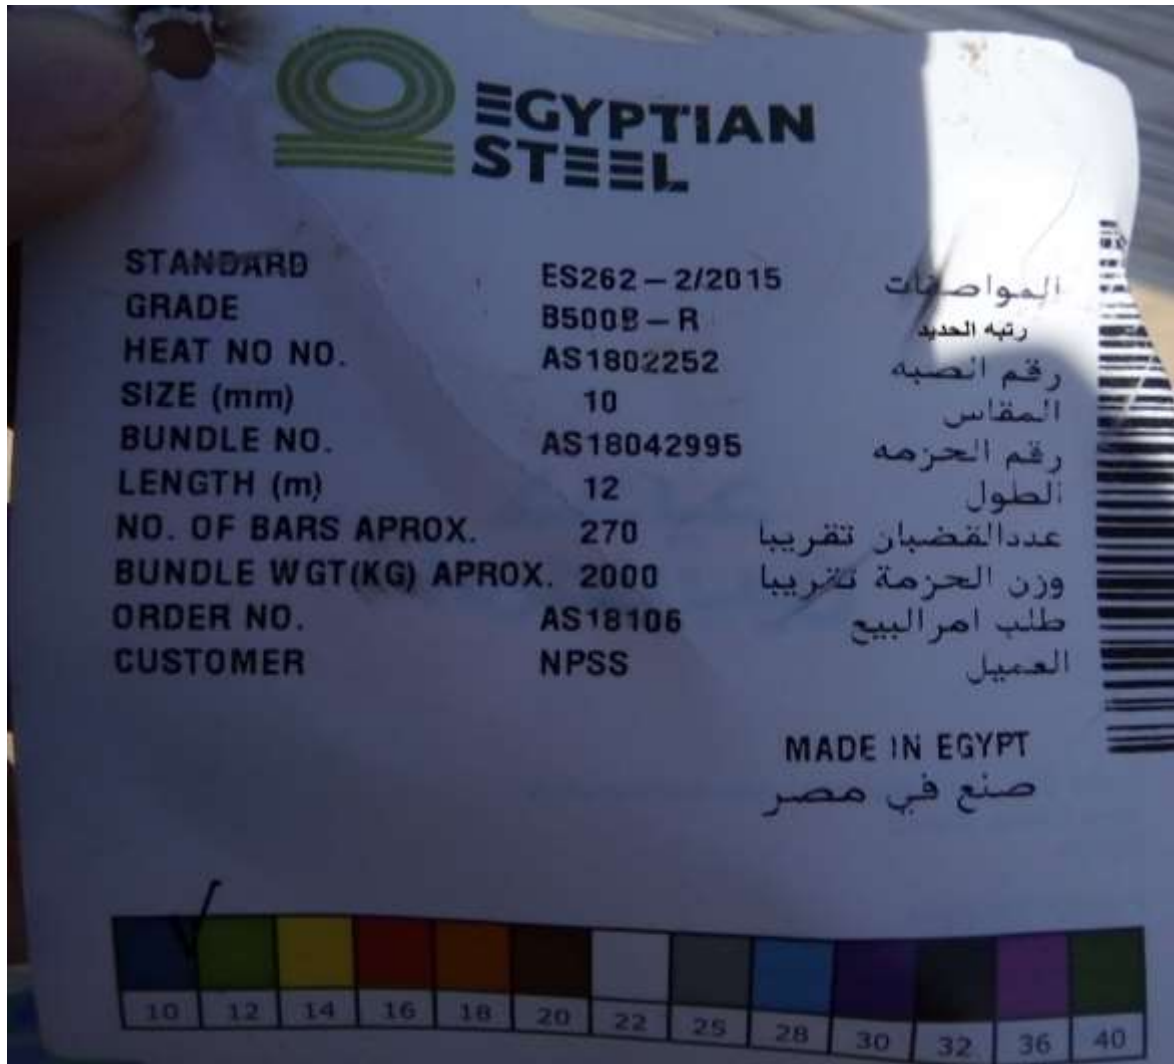 EGYPTIAN
STEEL
STANDARD ES262-2/2015 المواصفات
GRADE B500B-R رتبه الحديد
HEAT NO NO. AS1802252 رقم الصبه
SIZE (mm) 10 المقاس
BUNDLE NO. AS18042995 رقم الحزمه
LENGTH (m) 12 الطول
NO. OF BARS APROX. 270 عددالقضبان تقريبا
BUNDLE WGT(KG) APROX. 2000 وزن الحزمة تقريبا
ORDER NO. AS18106 طلب امرالبيع
CUSTOMER NPSS العميل
MADE IN EGYPT
صنع في مصر
10 12 14 16 18 20 22 25 28 30 32 36 40